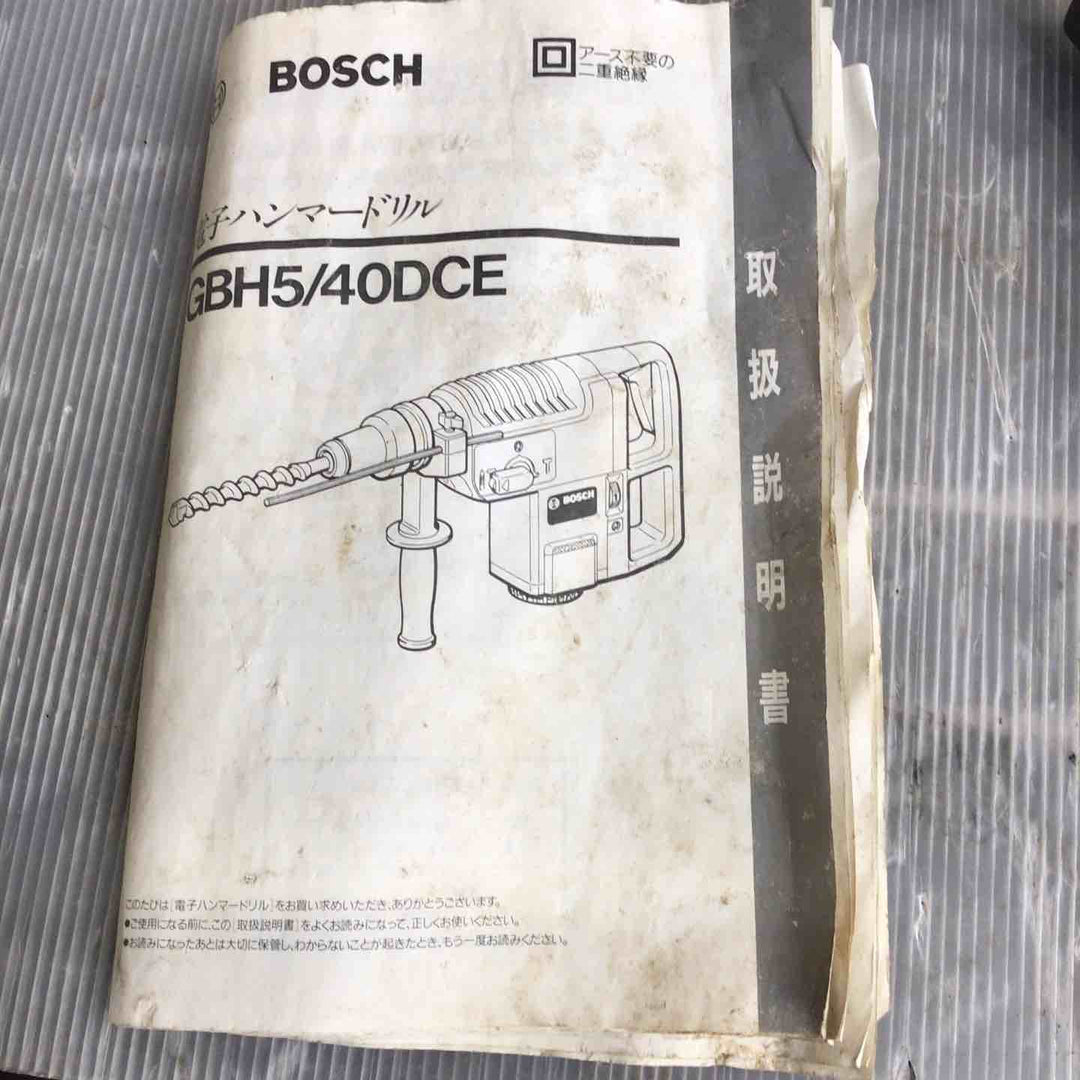 BOSCH
アース不要の
二重絶縁
電子ハンマードリル
GBH5/40DCE
取扱説明書
BOSCH
このたびは[電子ハンマードリル]をお買い求めいただき、ありがとうございます。
●ご使用になる前に、この[取扱説明書]をよくお読みになって、正しくお使いください。
●お読みになったあとは大切に保管し、わからないことが起きたとき、もう一度お読みください。